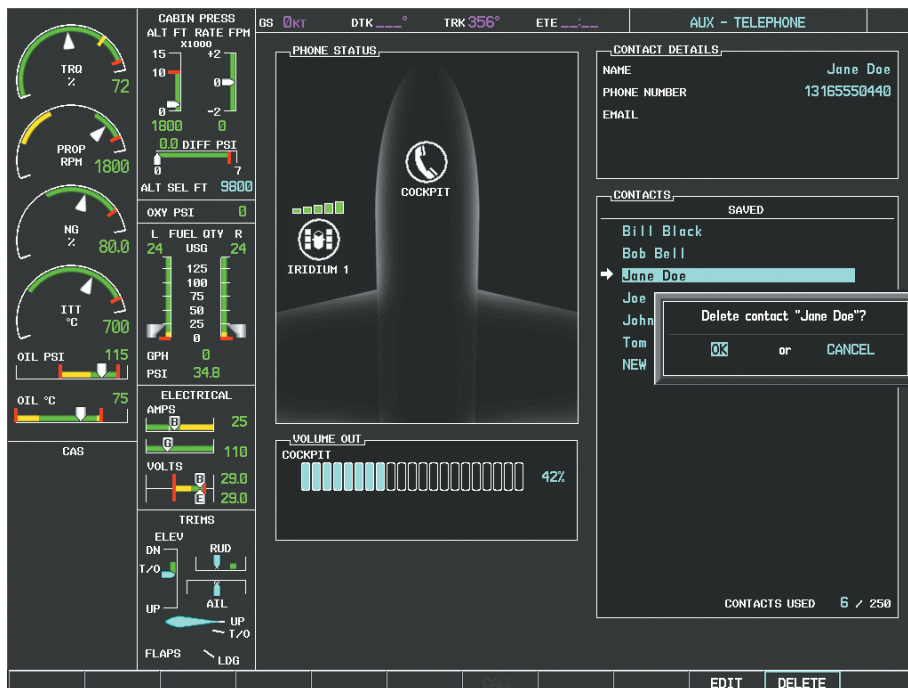 TRQ
%
72
PROP
RPM
1800
NG
%
80.0
ITT
°C
700
OIL PSI 115
OIL °C 75
CAS
CABIN PRESS
ALT FT RATE FPM
X1000
15 +2
10 0
0 -2
1800 0
0.0 DIFF PSI
0 7
ALT SEL FT 9800
OXY PSI 0
L FUEL QTY R
24 USG 24
125
100
75
50
25
0
GPH 0
PSI 34.8
ELECTRICAL
AMPS
B 25
G 110
VOLTS
B 29.0
E 29.0
TRIMS
ELEV
DN RUD
T/O
UP AIL
UP
T/O
FLAPS LDG
GS 0KT DTK ___° TRK 356° ETE __:__
AUX - TELEPHONE
PHONE STATUS
COCKPIT
IRIDIUM 1
VOLUME OUT
COCKPIT
42%
CONTACT DETAILS
NAME Jane Doe
PHONE NUMBER 13165550440
EMAIL
CONTACTS
SAVED
Bill Black
Bob Bell
Jane Doe
Joe
John
Tom
NEW
Delete contact "Jane Doe"?
OK or CANCEL
CONTACTS USED 6 / 250
CALL EDIT DELETE